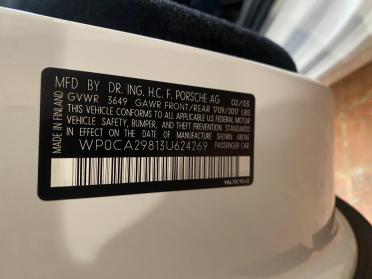 MFD BY DR. ING. H.C. F. PORSCHE AG 02/03
GVWR 3649 GAWR FRONT/REAR 1709/2017 LBS
THIS VEHICLE CONFORMS TO ALL APPLICABLE US FEDERAL MOTOR
VEHICLE SAFETY, BUMPER, AND THEFT PREVENTION STANDARDS
IN EFFECT ON THE DATE OF MANUFACTURE SHOWN ABOVE
WP0CA29813U624269 PASSENGER CAR
MADE IN FINLAND